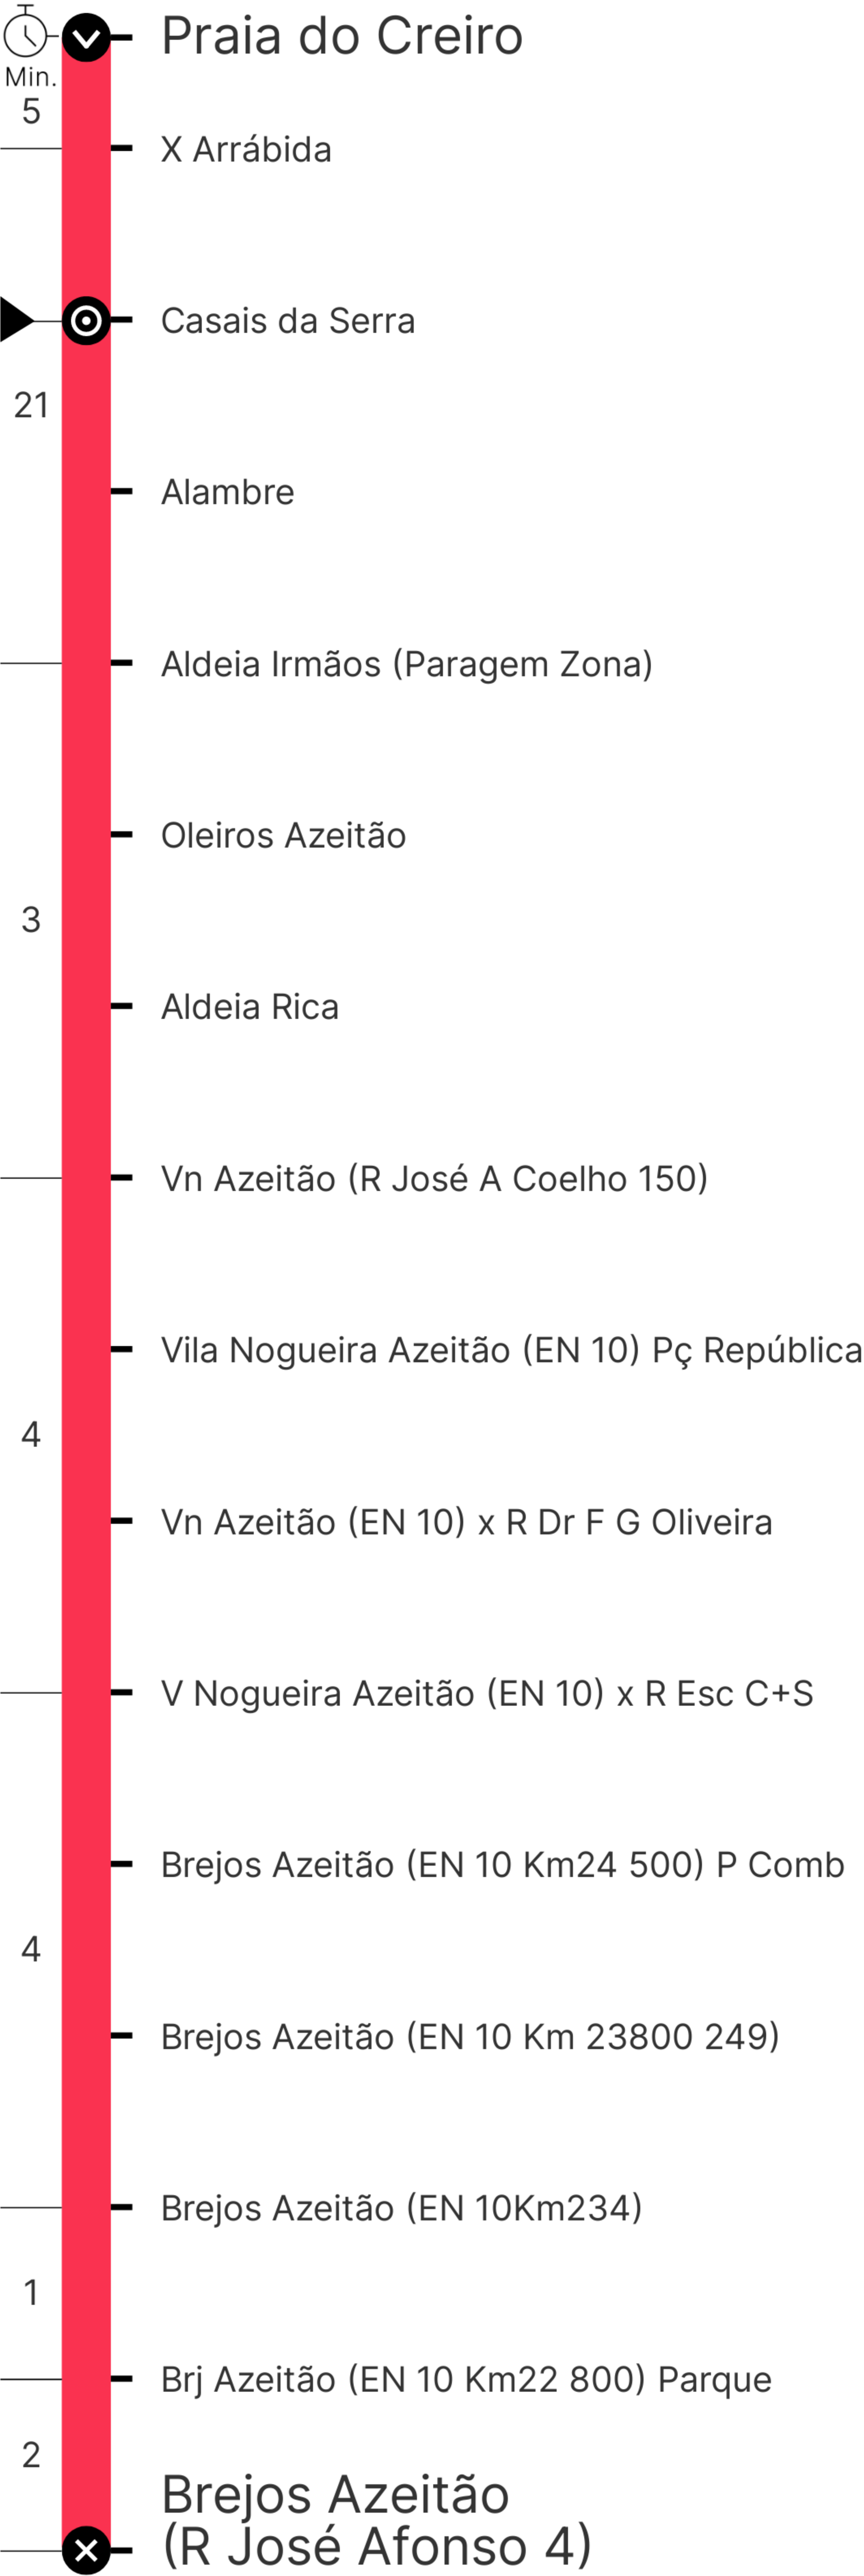 Praia do Creiro
Min.
5
X Arrábida
Casais da Serra
21
Alambre
Aldeia Irmãos (Paragem Zona)
Oleiros Azeitão
3
Aldeia Rica
Vn Azeitão (R José A Coelho 150)
Vila Nogueira Azeitão (EN 10) Pç República
4
Vn Azeitão (EN 10) x R Dr F G Oliveira
V Nogueira Azeitão (EN 10) x R Esc C+S
Brejos Azeitão (EN 10 Km24 500) P Comb
4
Brejos Azeitão (EN 10 Km 23800 249)
Brejos Azeitão (EN 10Km234)
1
Brj Azeitão (EN 10 Km22 800) Parque
2
Brejos Azeitão
(R José Afonso 4)